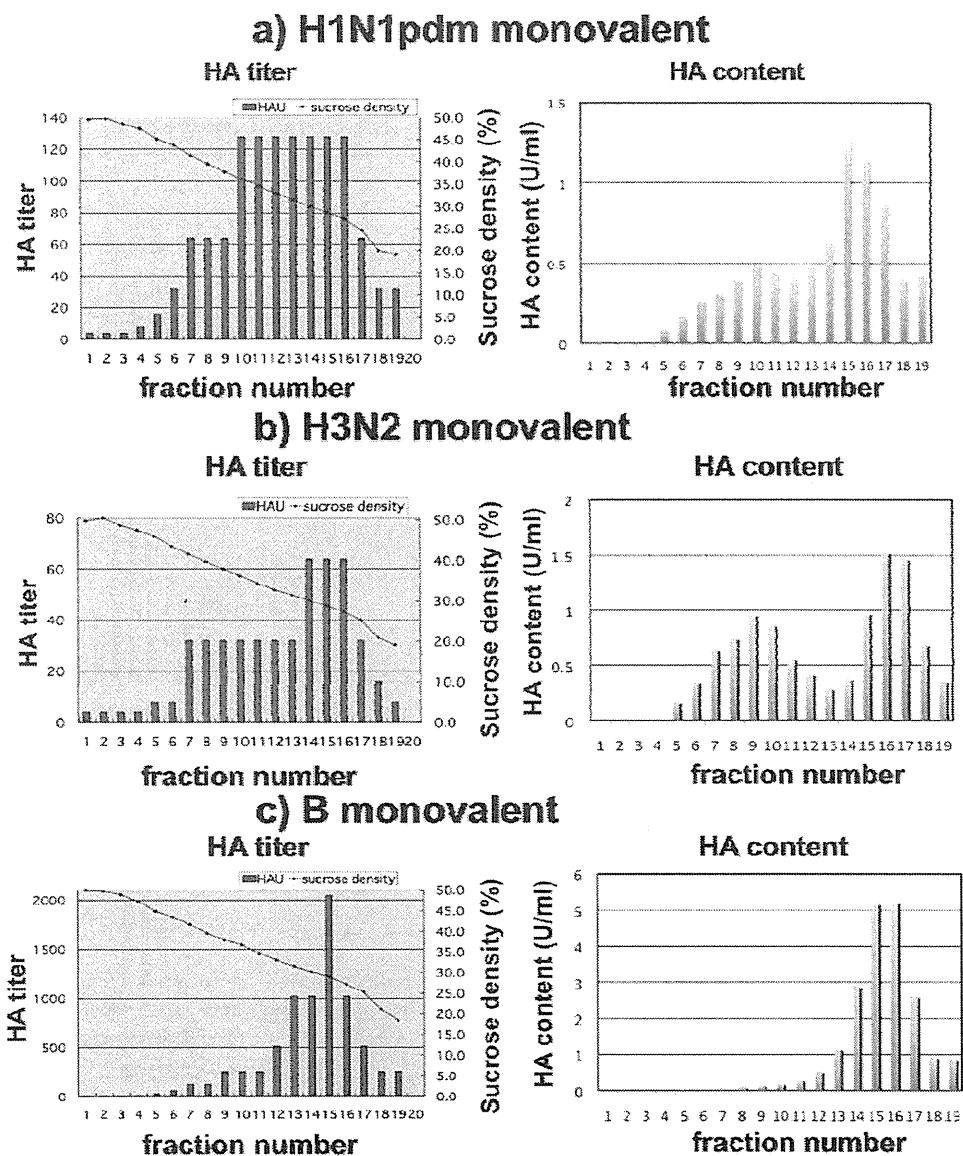 a) H1N1pdm monovalent
HA titer
HAU sucrose density
140
120
100
80
60
40
20
0
HA titer
50.0
45.0
40.0
35.0
30.0
25.0
20.0
15.0
10.0
5.0
0.0
Sucrose density (%)
1 2 3 4 5 6 7 8 9 10 11 12 13 14 15 16 17 18 19 20
fraction number
HA content
1.5
1
0.5
0
HA content (U/ml)
1 2 3 4 5 6 7 8 9 10 11 12 13 14 15 16 17 18 19
fraction number
b) H3N2 monovalent
HA titer
HAU sucrose density
80
60
40
20
0
HA titer
50.0
40.0
30.0
20.0
10.0
0.0
Sucrose density (%)
1 2 3 4 5 6 7 8 9 10 11 12 13 14 15 16 17 18 19 20
fraction number
HA content
2
1.5
1
0.5
0
HA content (U/ml)
1 2 3 4 5 6 7 8 9 10 11 12 13 14 15 16 17 18 19
fraction number
c) B monovalent
HA titer
HAU sucrose density
2000
1500
1000
500
0
HA titer
50.0
45.0
40.0
35.0
30.0
25.0
20.0
15.0
10.0
5.0
0.0
Sucrose density (%)
1 2 3 4 5 6 7 8 9 10 11 12 13 14 15 16 17 18 19 20
fraction number
HA content
6
5
4
3
2
1
0
HA content (U/ml)
1 2 3 4 5 6 7 8 9 10 11 12 13 14 15 16 17 18 19
fraction number